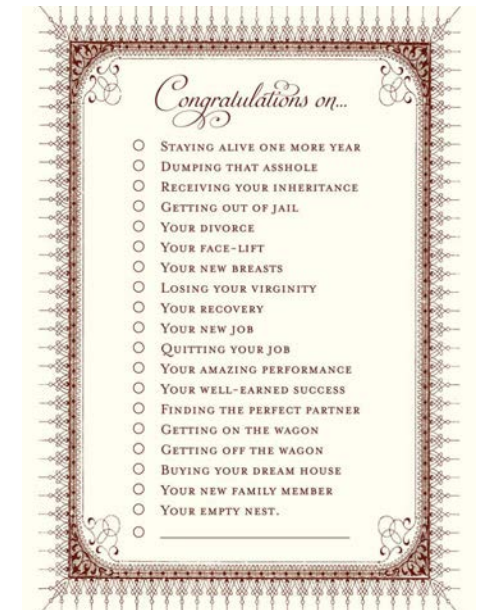 Congratulations on...
Staying alive one more year
Dumping that asshole
Receiving your inheritance
Getting out of jail
Your divorce
Your face-lift
Your new breasts
Losing your virginity
Your recovery
Your new job
Quitting your job
Your amazing performance
Your well-earned success
Finding the perfect partner
Getting on the wagon
Getting off the wagon
Buying your dream house
Your new family member
Your empty nest.